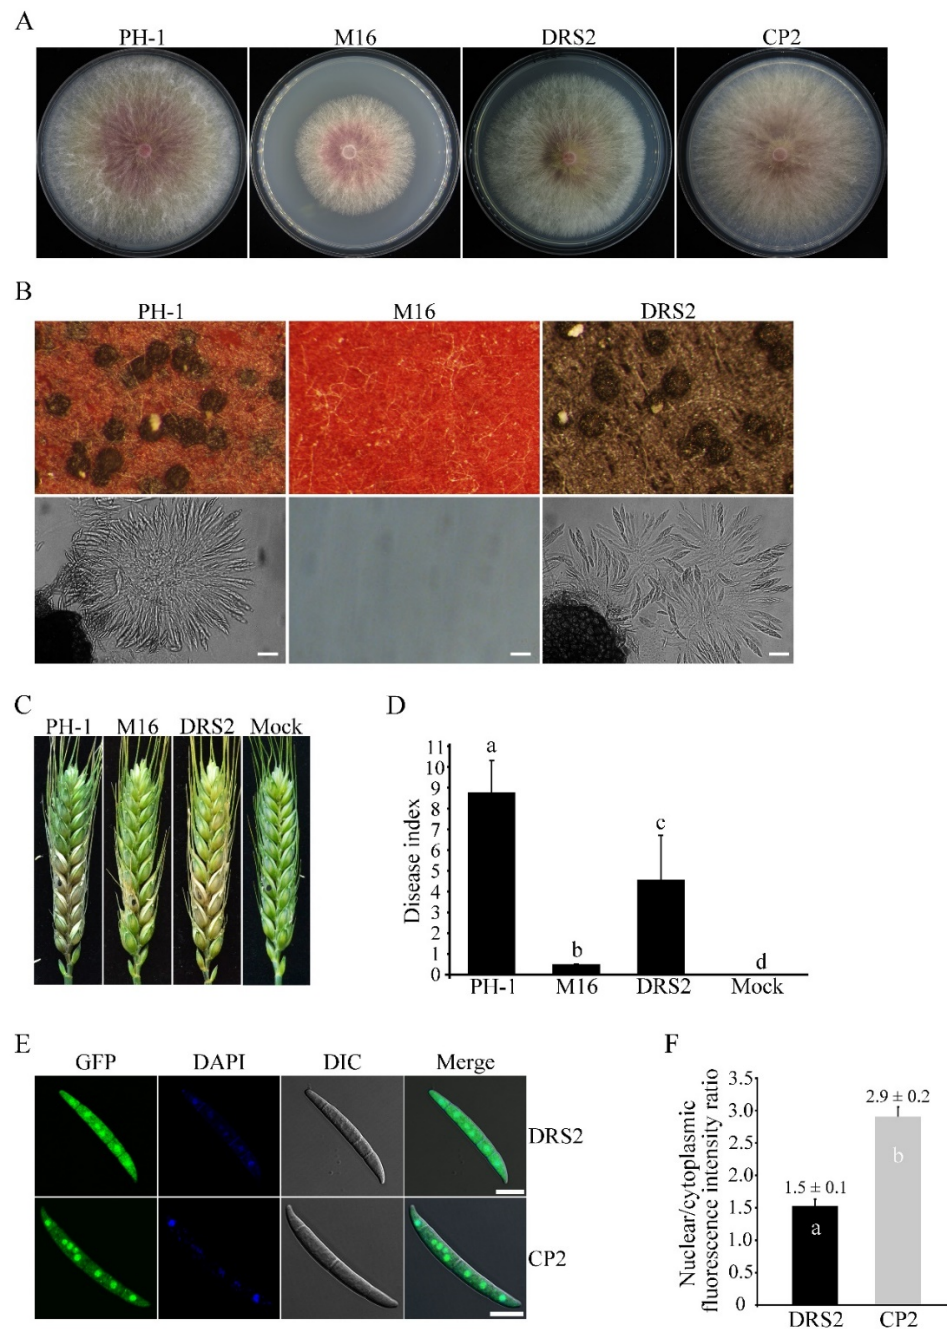 A
PH-1 M16 DRS2 CP2
B
PH-1 M16 DRS2
C
PH-1 M16 DRS2 Mock
D
Disease index
11
10
9
8
7
6
5
4
3
2
1
0
a
b
c
d
PH-1 M16 DRS2 Mock
E
GFP DAPI DIC Merge
DRS2
CP2
F
Nuclear/cytoplasmic
fluorescence intensity ratio
3.5
3.0
2.5
2.0
1.5
1.0
0.5
0
1.5 ± 0.1
a
2.9 ± 0.2
b
DRS2 CP2